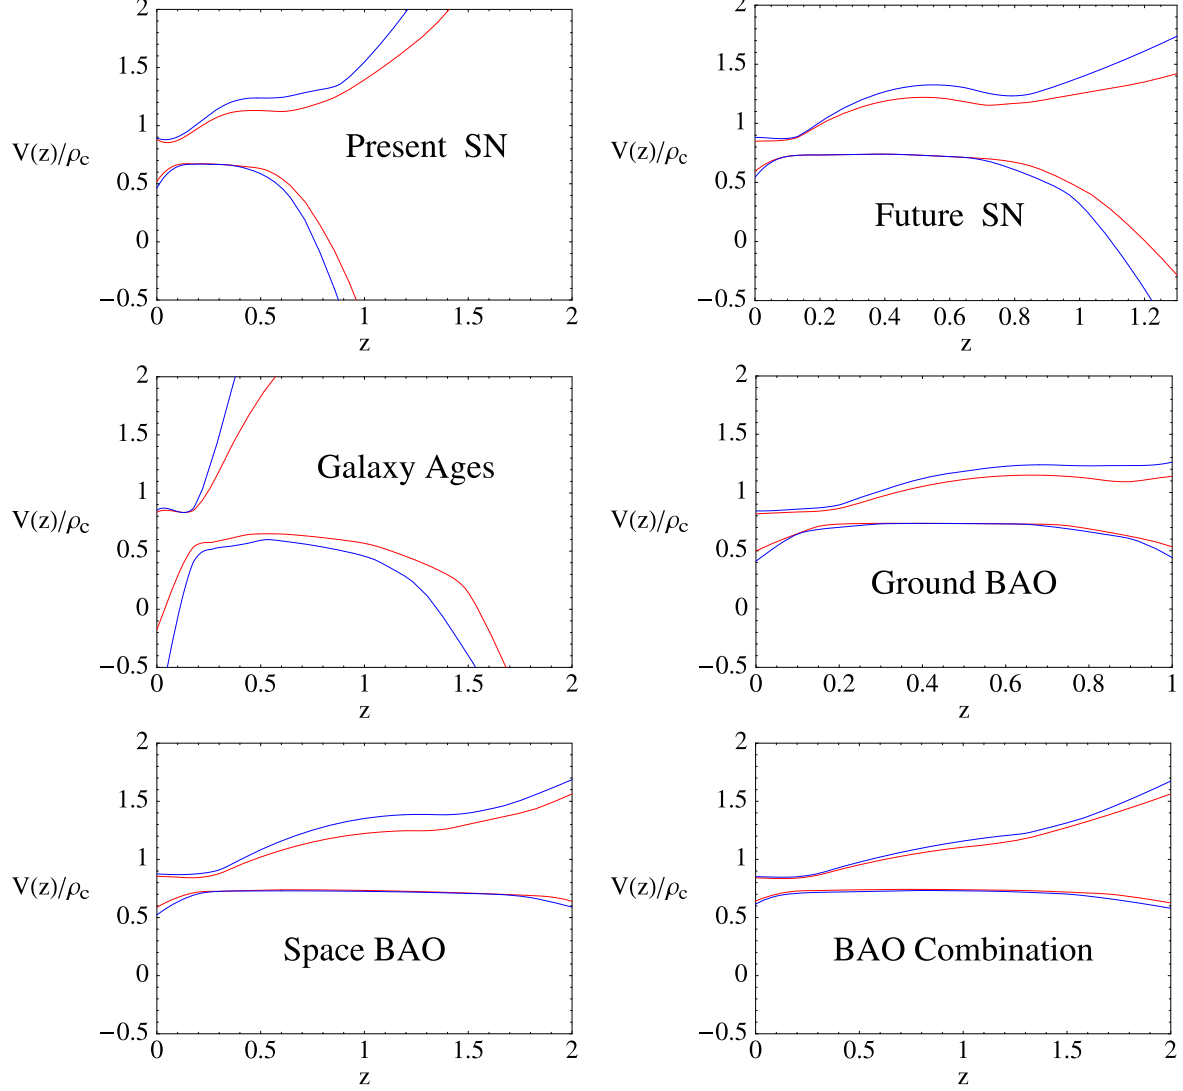 2
1.5
1
V(z)/ρc
0.5
0
−0.5
0 0.5 1 1.5 2
z
Present SN
2
1.5
1
V(z)/ρc
0.5
0
−0.5
0 0.2 0.4 0.6 0.8 1 1.2
z
Future SN
2
1.5
1
V(z)/ρc
0.5
0
−0.5
0 0.5 1 1.5 2
z
Galaxy Ages
2
1.5
1
V(z)/ρc
0.5
0
−0.5
0 0.2 0.4 0.6 0.8 1
z
Ground BAO
2
1.5
1
V(z)/ρc
0.5
0
−0.5
0 0.5 1 1.5 2
z
Space BAO
2
1.5
1
V(z)/ρc
0.5
0
−0.5
0 0.5 1 1.5 2
z
BAO Combination